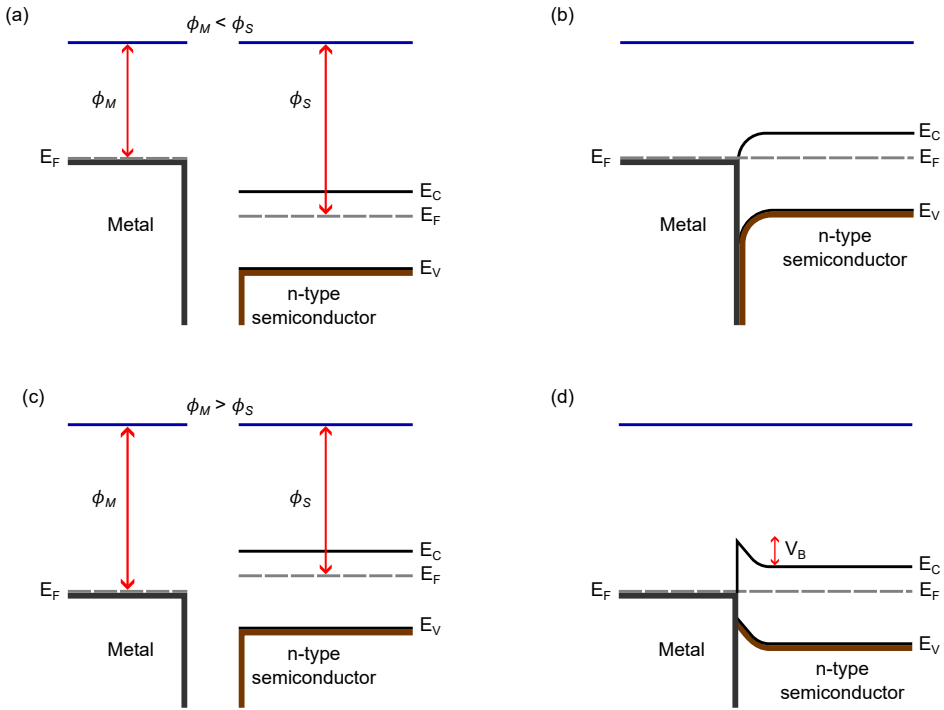 (a)
ϕM < ϕS
ϕM
ϕS
EF
EC
EF
Metal
EV
n-type
semiconductor
(b)
EC
EF
EF
EV
Metal
n-type
semiconductor
(c)
ϕM > ϕS
ϕM
ϕS
EC
EF
EF
EV
Metal
n-type
semiconductor
(d)
VB
EC
EF
EF
Metal
EV
n-type
semiconductor